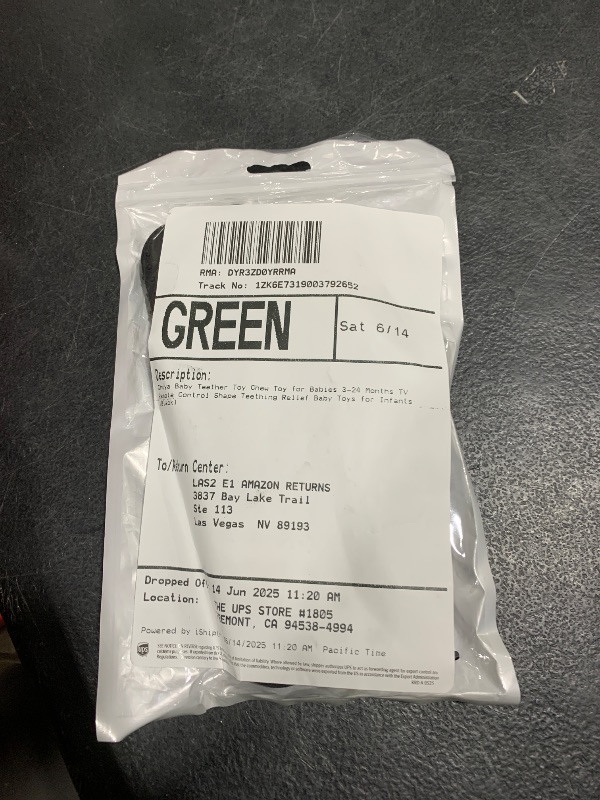 RMA: DYR3ZD0YRRMA
Track No: 1ZK6E7319003792652
GREEN
Sat 6/14
Description:
Baby Teether Toy Chew Toy for Babies 3-24 Months TV
Control Shape Teething Relief Baby Toys for Infants
To/Return Center:
LAS2 E1 AMAZON RETURNS
3837 Bay Lake Trail
Ste 113
Las Vegas NV 89193
Dropped Off: 14 Jun 2025 11:20 AM
Location: THE UPS STORE #1805
FREMONT, CA 94538-4994
Powered by iShip 6/14/2025 11:20 AM Pacific Time
ups